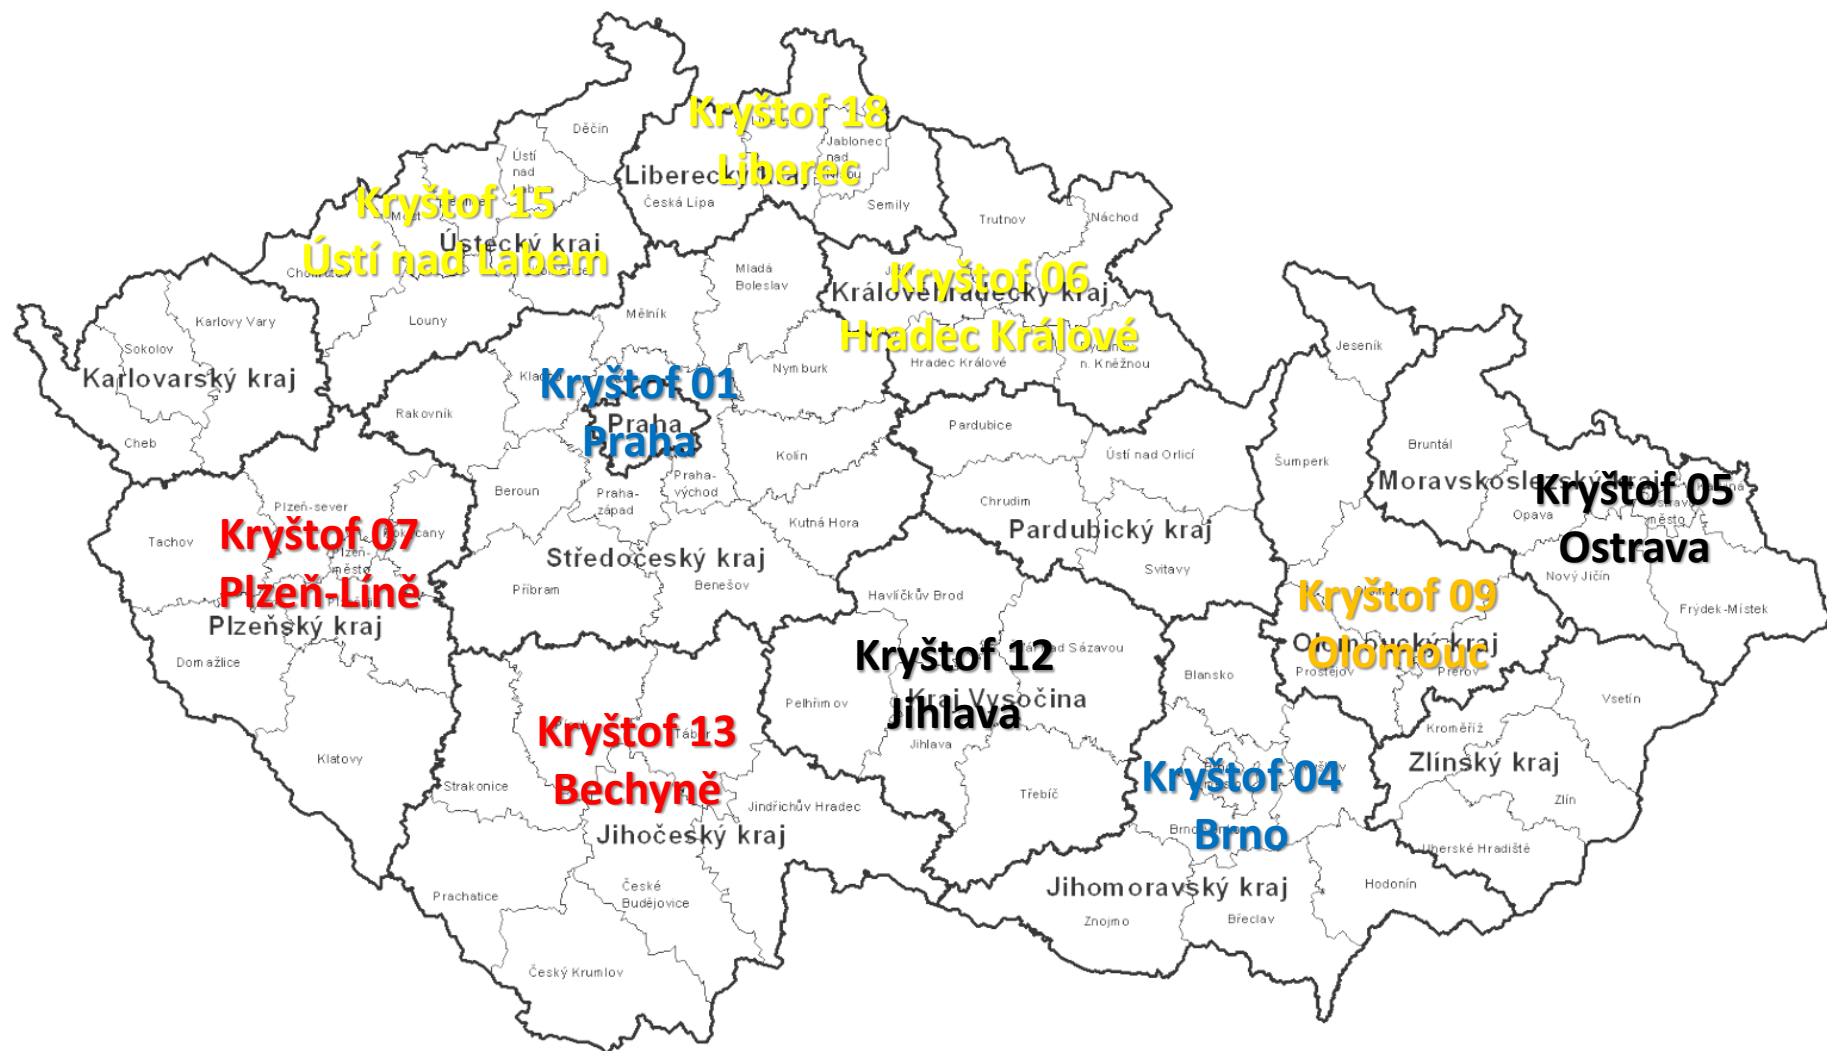 Kryštof 18
Liberec
Děčín
Ústí
nad
Jablonec
nad
Liberecký kraj
Česká Lípa
Semily
Kryštof 15
Ústí nad Labem
Most
Ústecký kraj
Trutnov
Náchod
Mladá
Boleslav
Kryštof 06
Hradec Králové
Královéhradecký kraj
Hradec Králové
n. Kněžnou
Karlovy Vary
Louny
Mělník
Sokolov
Karlovarský kraj
Cheb
Jeseník
Nymburk
Kryštof 01
Praha
Praha
Rakovník
Pardubice
Kolín
Ústí nad Orlicí
Šumperk
Bruntál
Moravskoslezský kraj
Kryštof 05
Ostrava
město
Opava
Beroun
Praha-
západ
Praha-
východ
Chrudim
Pardubický kraj
Svitavy
Kutná Hora
Plzeň-sever
Tachov
Kryštof 07
Plzeň-Líně
Plzeň-
město
Plzeňský kraj
Středočeský kraj
Příbram
Benešov
Havlíčkův Brod
Nový Jičín
Frýdek-Místek
Kryštof 09
Olomouc
Olomoucký kraj
Prostějov
Přerov
Domažlice
Klatovy
Kryštof 12
Jihlava
Kraj Vysočina
Pelhřimov
Jihlava
Blansko
Vsetín
Kroměříž
Zlínský kraj
Zlín
Kryštof 13
Bechyně
Tábor
Strakonice
Jindřichův Hradec
Jihočeský kraj
Třebíč
Kryštof 04
Brno
Uherské Hradiště
Prachatice
České
Budějovice
Jihomoravský kraj
Hodonín
Znojmo
Břeclav
Český Krumlov